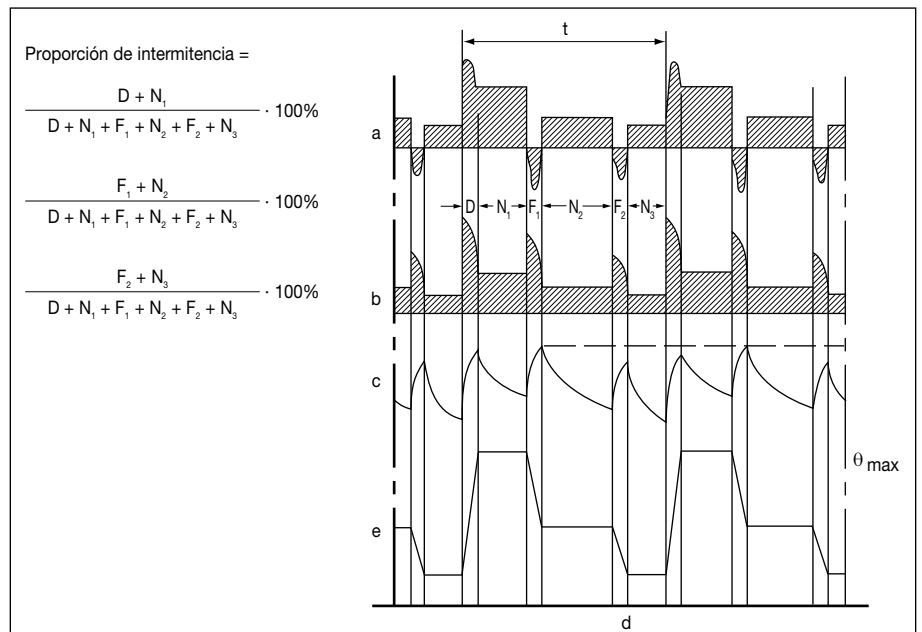 Proporción de intermitencia =
D + N₁
D + N₁ + F₁ + N₂ + F₂ + N₃
· 100%
F₁ + N₂
D + N₁ + F₁ + N₂ + F₂ + N₃
· 100%
F₂ + N₃
D + N₁ + F₁ + N₂ + F₂ + N₃
· 100%
t
a
D N₁ F₁ N₂ F₂ N₃
b
c
θ max
e
d